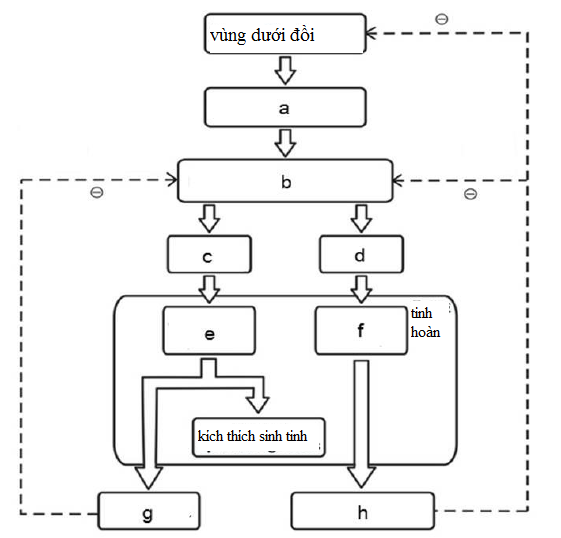 vùng dưới đồi
a
b
c
d
e
f
tinh
hoàn
kích thích sinh tinh
g
h